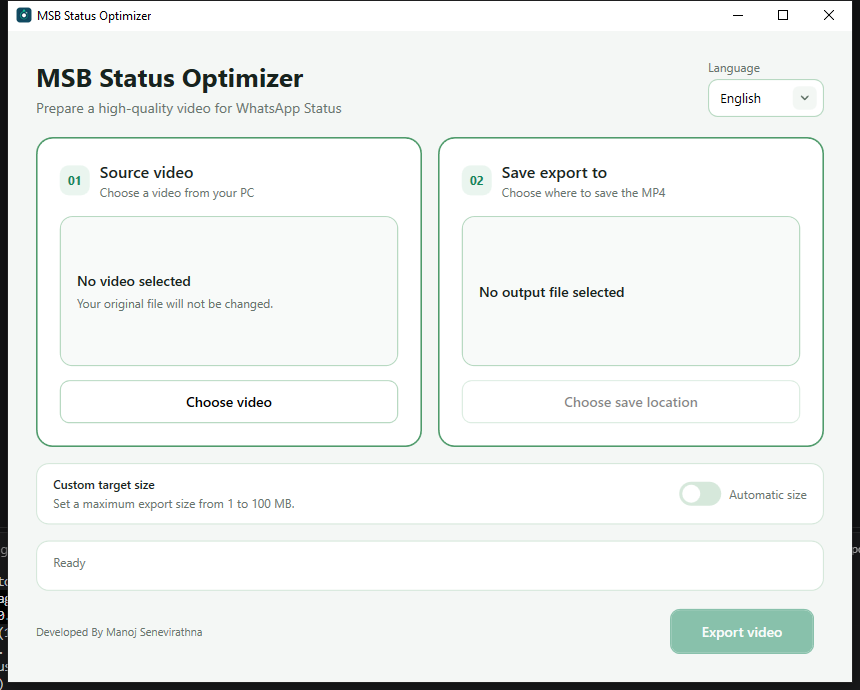 MSB Status Optimizer
MSB Status Optimizer
Prepare a high-quality video for WhatsApp Status
Language
English
01
Source video
Choose a video from your PC
No video selected
Your original file will not be changed.
Choose video
02
Save export to
Choose where to save the MP4
No output file selected
Choose save location
Custom target size
Set a maximum export size from 1 to 100 MB.
Automatic size
Ready
Developed By Manoj Senevirathna
Export video